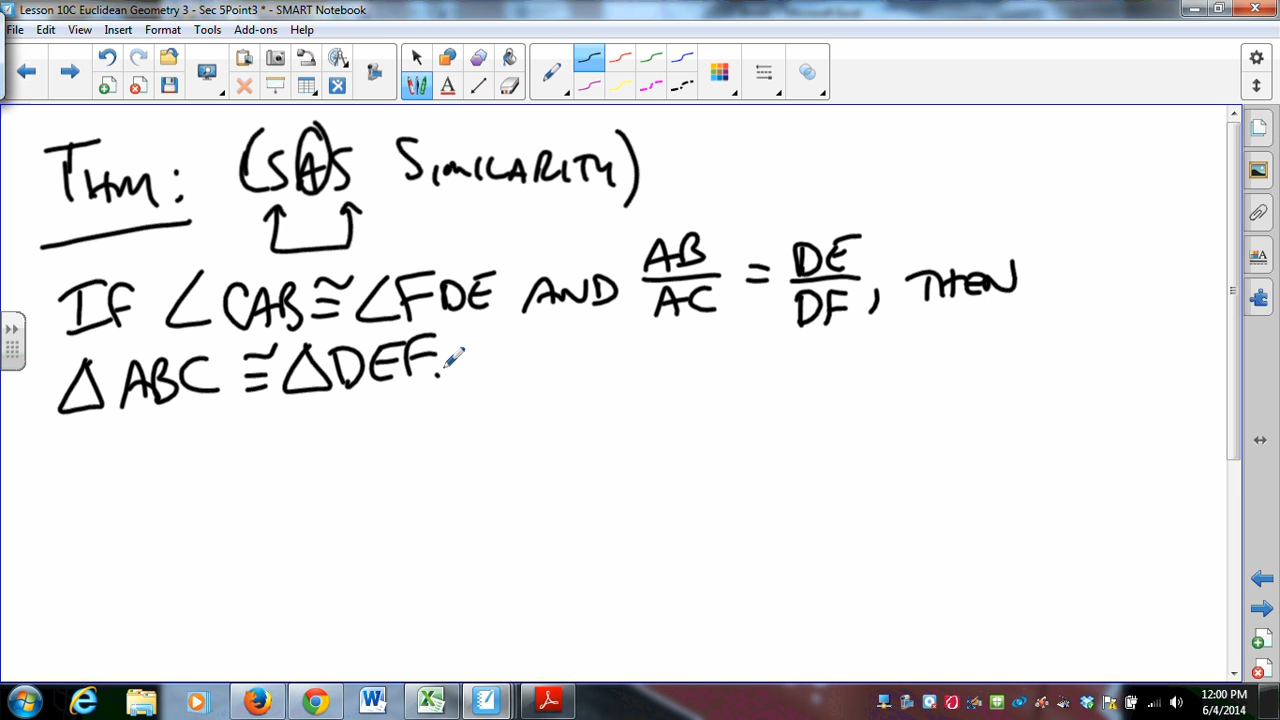 Lesson 10C Euclidean Geometry 3 - Sec 5Point3 * - SMART Notebook
File Edit View Insert Format Tools Add-ons Help
THM: (SAS SIMILARITY)
IF ∠CAB ≅ ∠FDE AND AB/AC = DE/DF, THEN
△ABC ≅ △DEF.
12:00 PM
6/4/2014